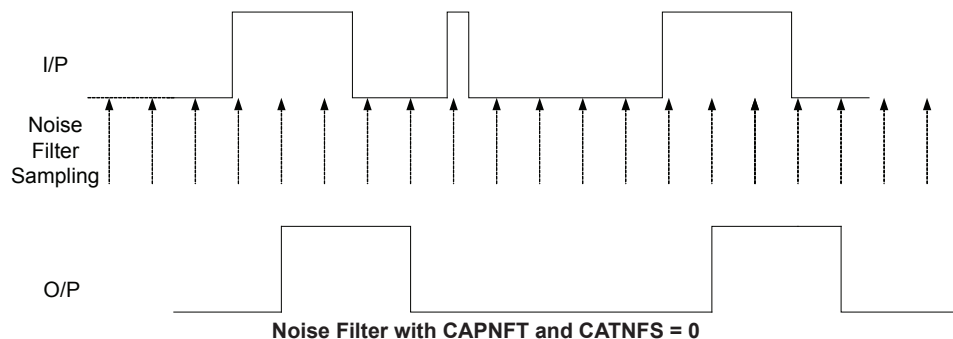 I/P
Noise
Filter
Sampling
O/P
Noise Filter with CAPNFT and CATNFS = 0